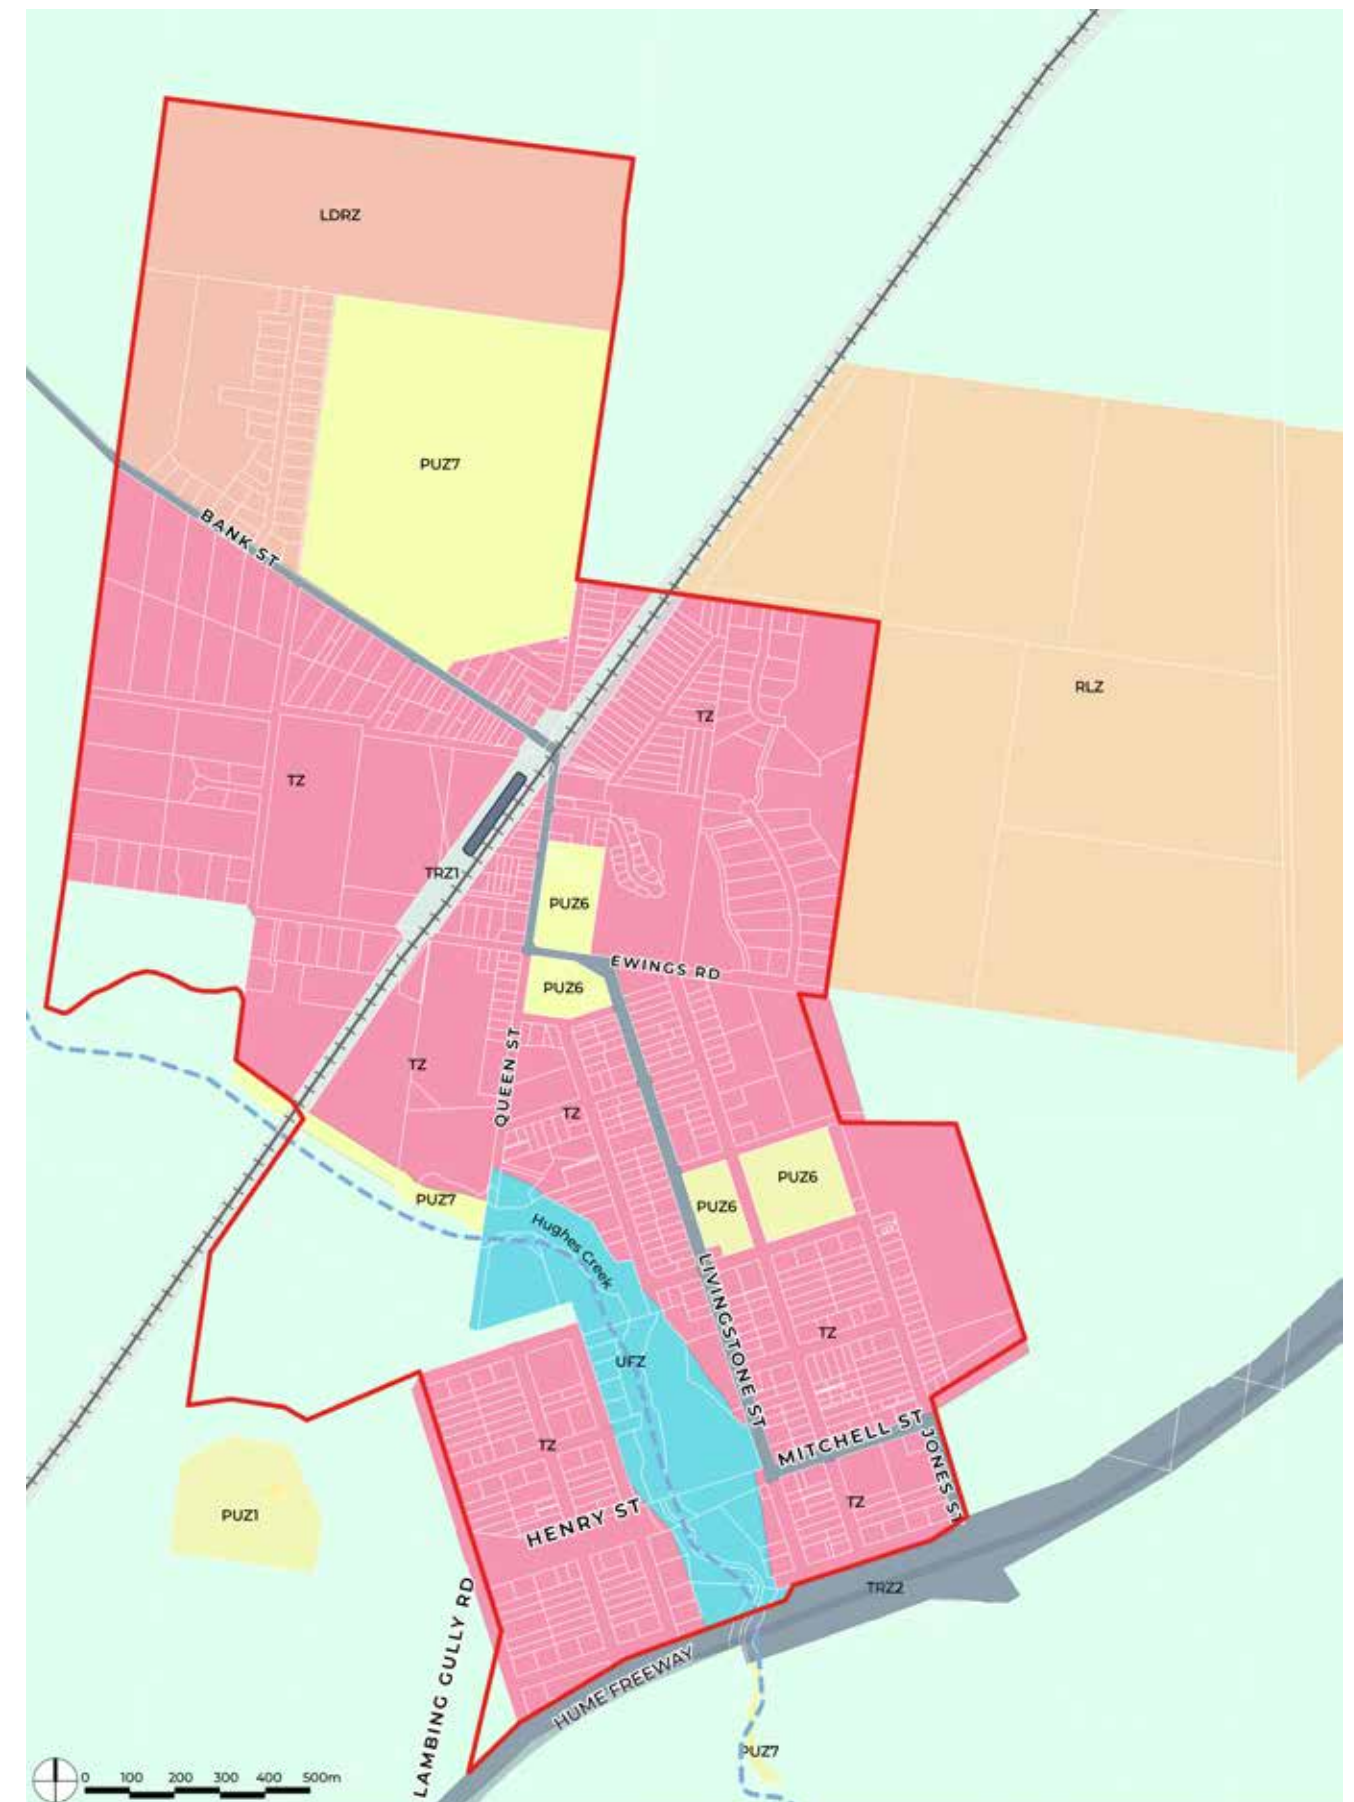 LDRZ
PUZ7
BANK ST
RLZ
TZ
TZ
TRZ1
PUZ6
EWINGS RD
PUZ6
QUEEN ST
TZ
TZ
PUZ6
PUZ6
PUZ7
Hughes Creek
LIVINGSTONE ST
TZ
UFZ
MITCHELL ST
JONES ST
TZ
TZ
HENRY ST
PUZ1
TRZ2
LAMBING GULLY RD
HUME FREEWAY
PUZ7
0 100 200 300 400 500m